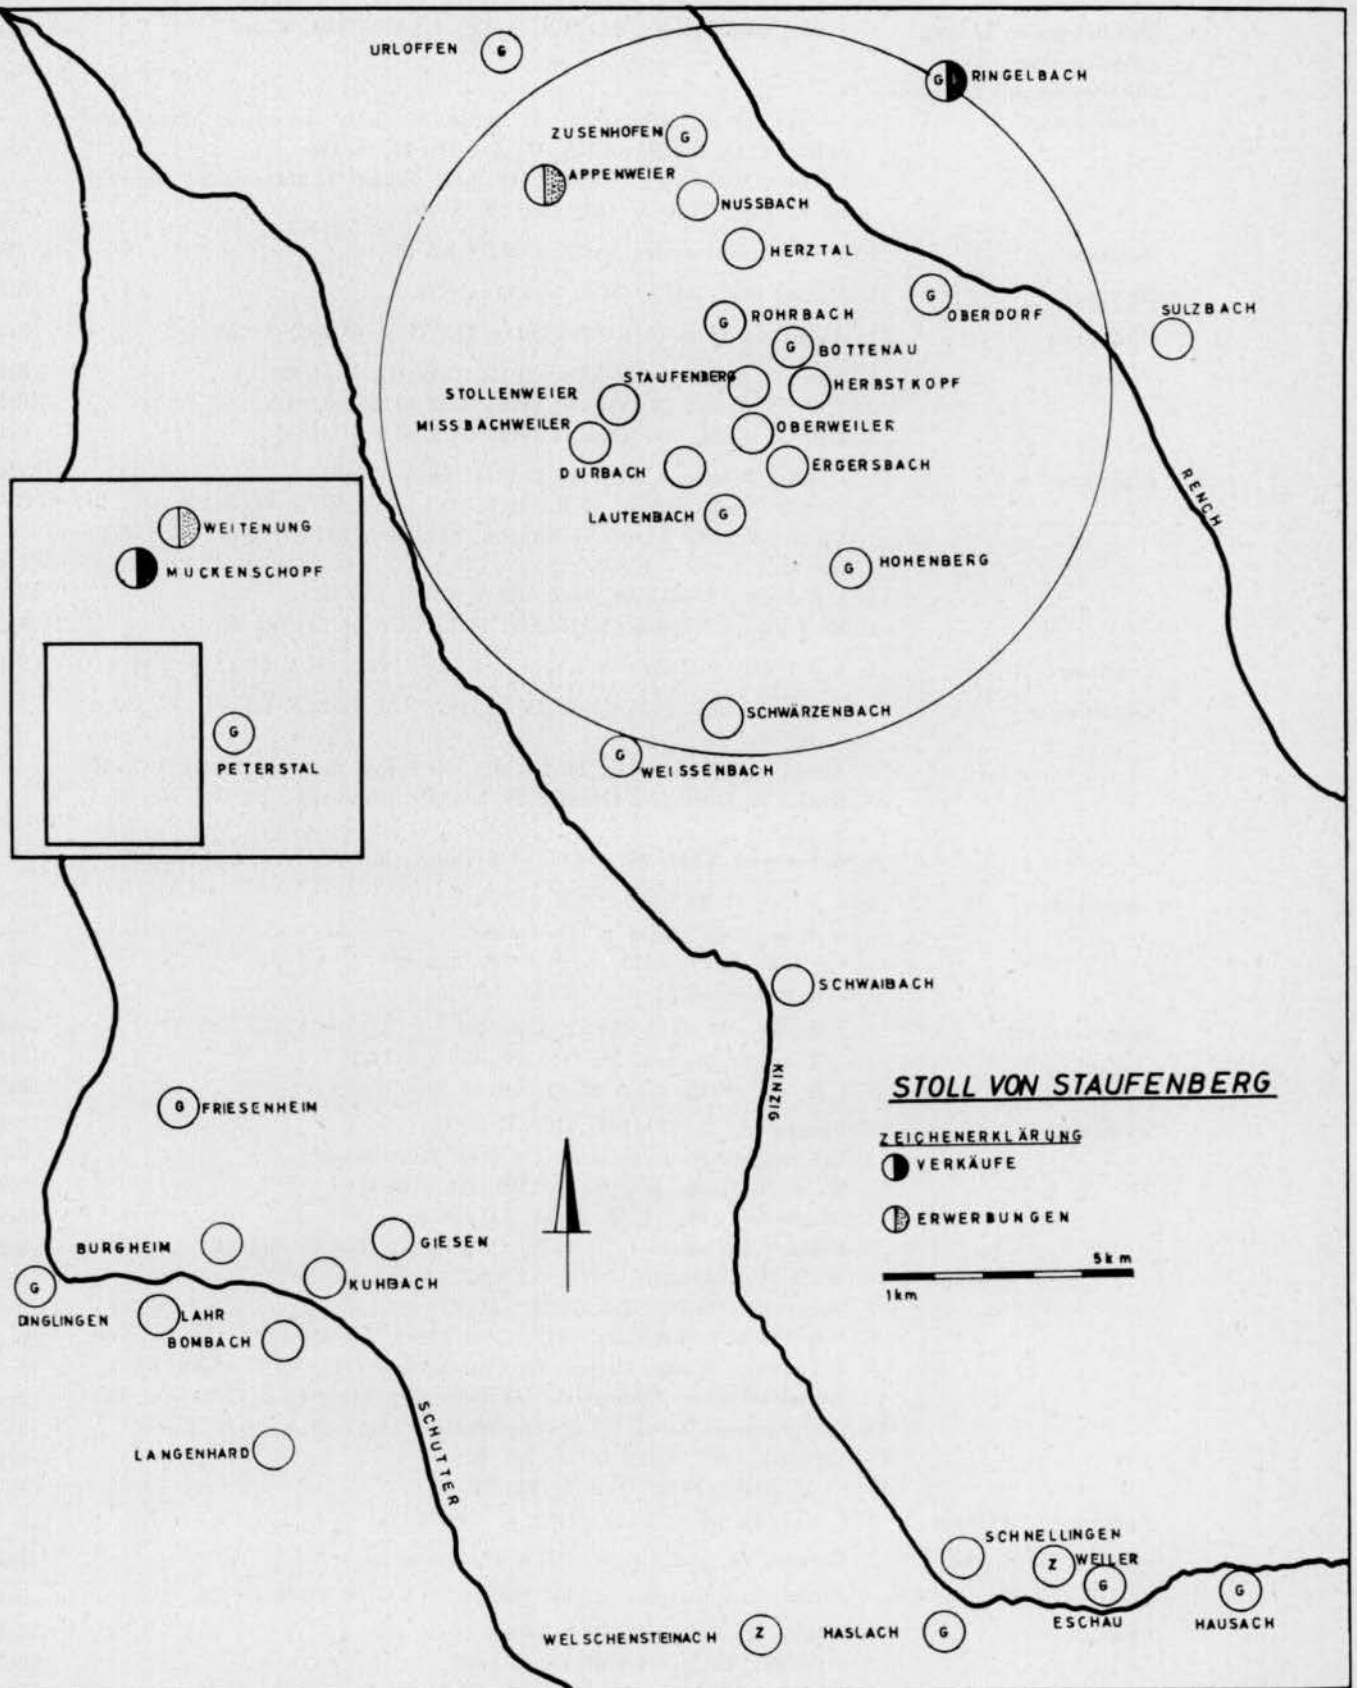 URLOFFEN G
G RINGELBACH
ZUSENHOFEN G
APPENWEIER
NUSSBACH
HERZTAL
G OBERDORF
SULZBACH
G ROHRBACH
G BOTTENAU
STAUFENBERG
HERBSTKOPF
STOLLENWEIER
MISSBACHWEILER
OBERWEILER
DURBACH
ERGERSBACH
RENCH
LAUTENBACH G
G HOHENBERG
WEITENUNG
MUCKENSCHOPF
G
PETERSTAL
SCHWÄRZENBACH
G WEISSENBACH
SCHWAIBACH
KINZIG
STOLL VON STAUFENBERG
ZEICHENERKLÄRUNG
VERKÄUFE
ERWERBUNGEN
5km
1km
G FRIESENHEIM
BURGHEIM
GIESEN
KUHBACH
G
DINGLINGEN
LAHR
BOMBACH
LANGENHARD
SCHUTTER
SCHNELLINGEN
Z WEILER
G
ESCHAU
G
HAUSACH
WELSCHENSTEINACH Z
HASLACH G